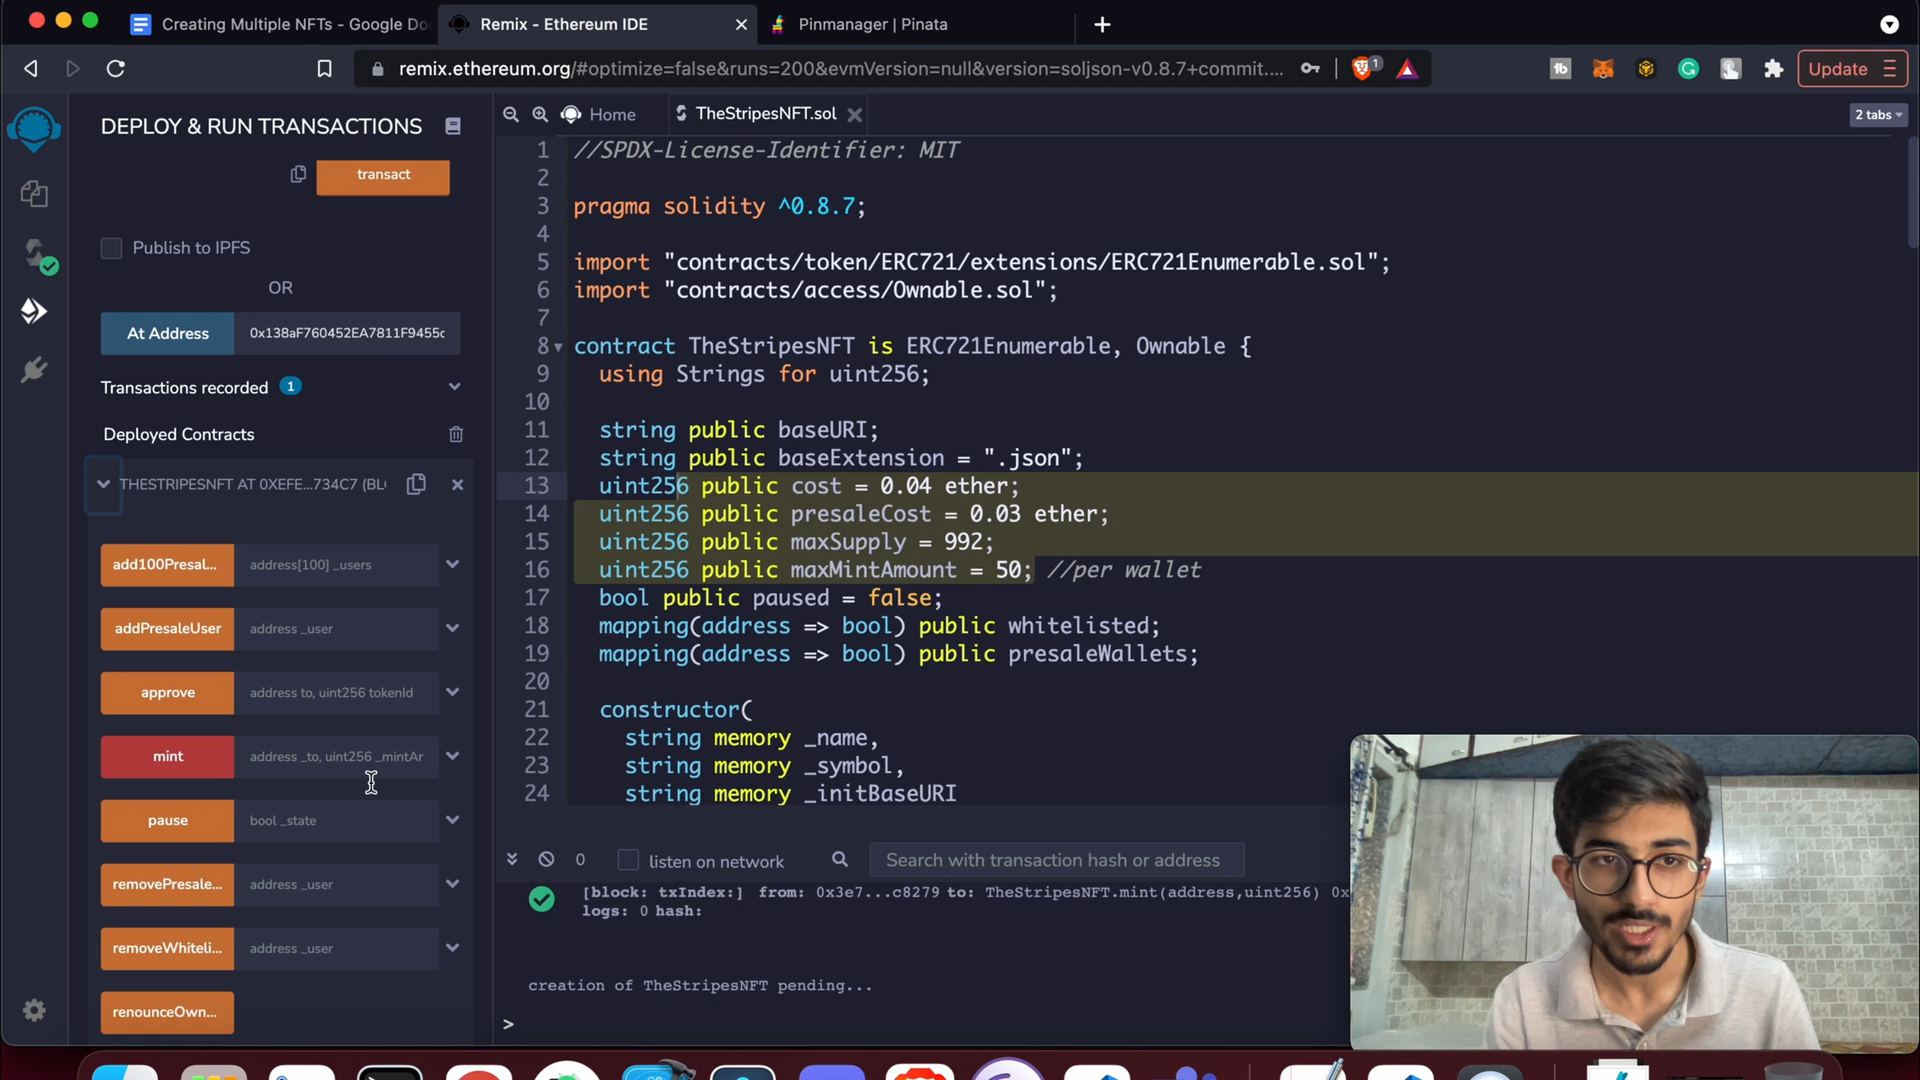 Creating Multiple NFTs - Google Do
Remix - Ethereum IDE
Pinmanager | Pinata
remix.ethereum.org/#optimize=false&runs=200&evmVersion=null&version=soljson-v0.8.7+commit....
1
Update
DEPLOY & RUN TRANSACTIONS
Home
TheStripesNFT.sol
2 tabs
transact
Publish to IPFS
OR
At Address
0x138aF760452EA7811F9455c
Transactions recorded 1
Deployed Contracts
THESTRIPESNFT AT 0XEFE...734C7 (BLO
add100Presal... address[100] _users
addPresaleUser address _user
approve address to, uint256 tokenId
mint address _to, uint256 _mintAr
pause bool _state
removePresale... address _user
removeWhiteli... address _user
renounceOwn...
1 //SPDX-License-Identifier: MIT
2
3 pragma solidity ^0.8.7;
4
5 import "contracts/token/ERC721/extensions/ERC721Enumerable.sol";
6 import "contracts/access/Ownable.sol";
7
8 contract TheStripesNFT is ERC721Enumerable, Ownable {
9 using Strings for uint256;
10
11 string public baseURI;
12 string public baseExtension = ".json";
13 uint256 public cost = 0.04 ether;
14 uint256 public presaleCost = 0.03 ether;
15 uint256 public maxSupply = 992;
16 uint256 public maxMintAmount = 50; //per wallet
17 bool public paused = false;
18 mapping(address => bool) public whitelisted;
19 mapping(address => bool) public presaleWallets;
20
21 constructor(
22 string memory _name,
23 string memory _symbol,
24 string memory _initBaseURI
0
listen on network
Search with transaction hash or address
[block: txIndex:] from: 0x3e7...c8279 to: TheStripesNFT.mint(address,uint256) 0x
logs: 0 hash:
creation of TheStripesNFT pending...
>